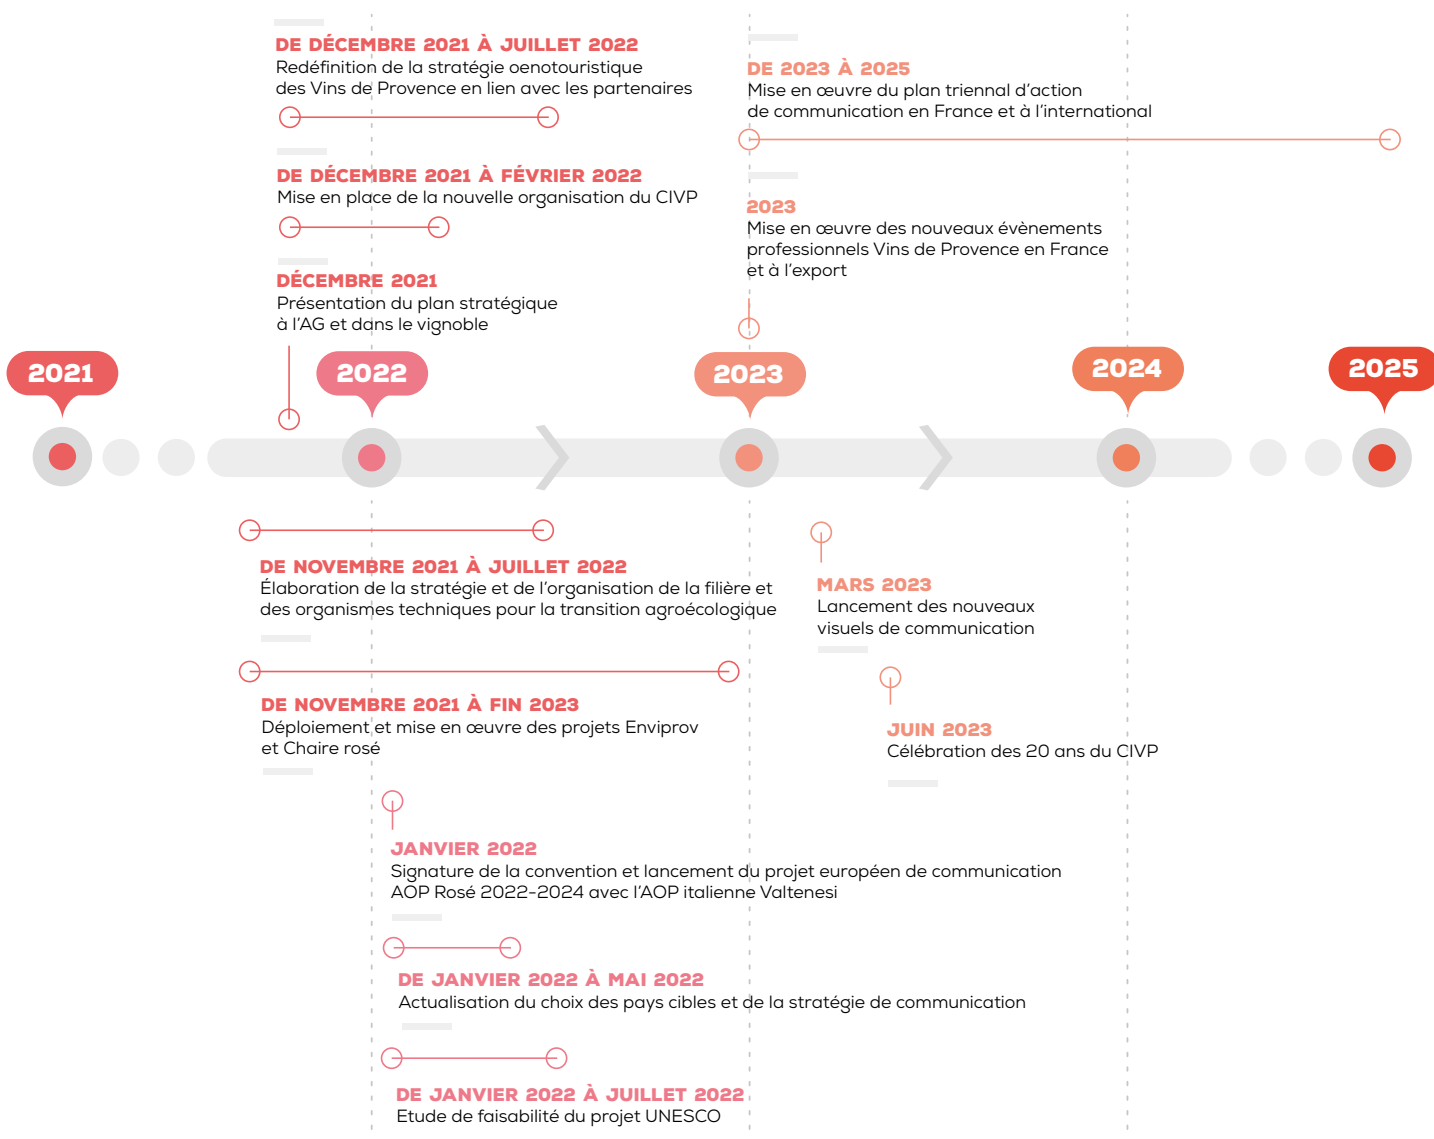 DE DÉCEMBRE 2021 À JUILLET 2022
Redéfinition de la stratégie oenotouristique
des Vins de Provence en lien avec les partenaires
DE DÉCEMBRE 2021 À FÉVRIER 2022
Mise en place de la nouvelle organisation du CIVP
DÉCEMBRE 2021
Présentation du plan stratégique
à l'AG et dans le vignoble
DE 2023 À 2025
Mise en œuvre du plan triennal d'action
de communication en France et à l'international
2023
Mise en œuvre des nouveaux évènements
professionnels Vins de Provence en France
et à l'export
2021
2022
2023
2024
2025
DE NOVEMBRE 2021 À JUILLET 2022
Élaboration de la stratégie et de l'organisation de la filière et
des organismes techniques pour la transition agroécologique
DE NOVEMBRE 2021 À FIN 2023
Déploiement et mise en œuvre des projets Enviprov
et Chaire rosé
JANVIER 2022
Signature de la convention et lancement du projet européen de communication
AOP Rosé 2022-2024 avec l'AOP italienne Valtenesi
DE JANVIER 2022 À MAI 2022
Actualisation du choix des pays cibles et de la stratégie de communication
DE JANVIER 2022 À JUILLET 2022
Etude de faisabilité du projet UNESCO
MARS 2023
Lancement des nouveaux
visuels de communication
JUIN 2023
Célébration des 20 ans du CIVP